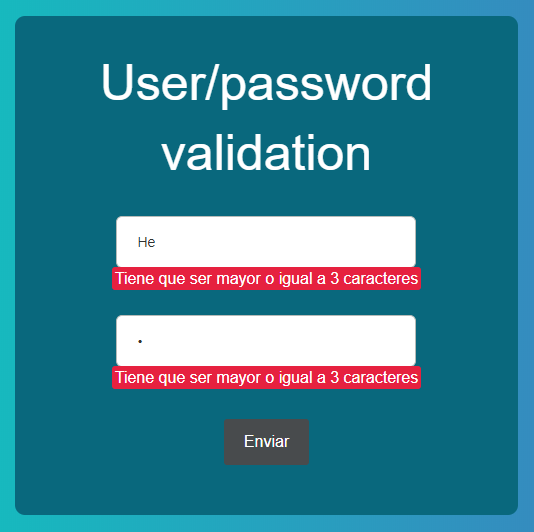 User/password
validation
He
•
Tiene que ser mayor o igual a 3 caracteres
Tiene que ser mayor o igual a 3 caracteres
Enviar